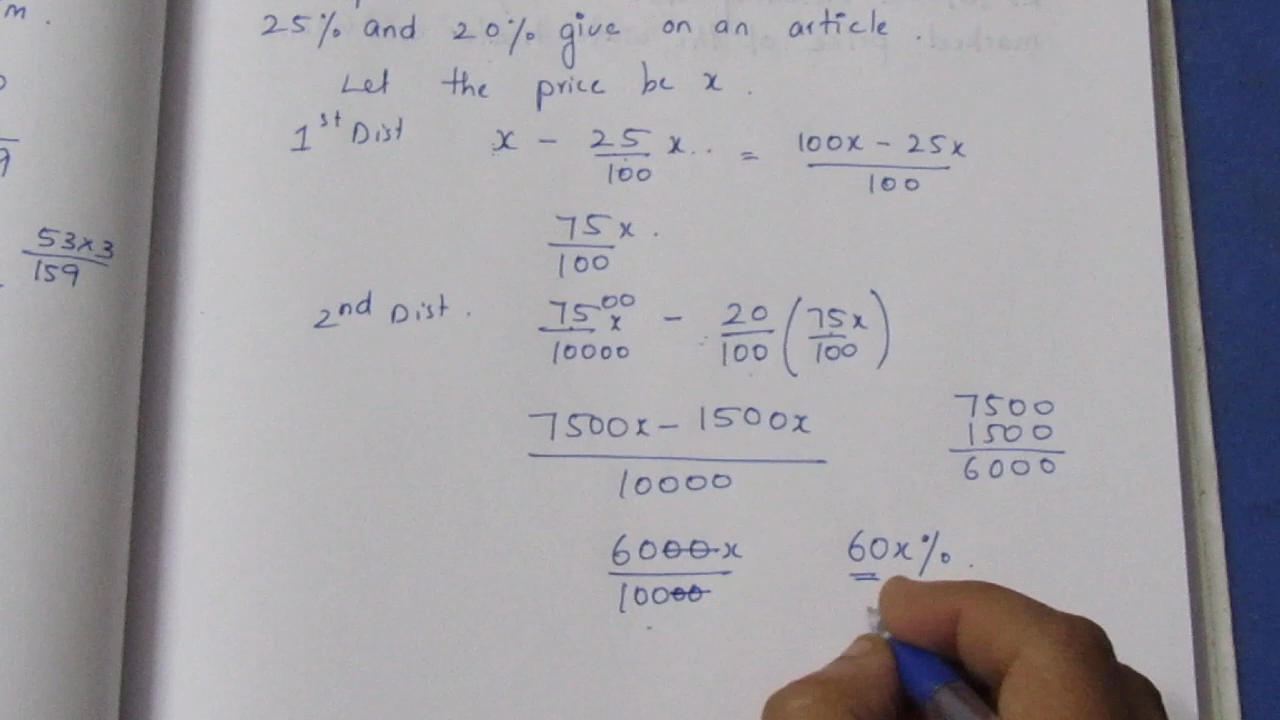 m.
25% and 20% give on an article.
Let the price be x.
1st Dist x - 25/100 x.. = 100x - 25x / 100
75x / 100.
53x3 / 159
2nd Dist. 7500x / 10000 - 20/100 (75x/100)
7500x - 1500x / 10000
7500
1500
6000
6000x / 10000 60x%.